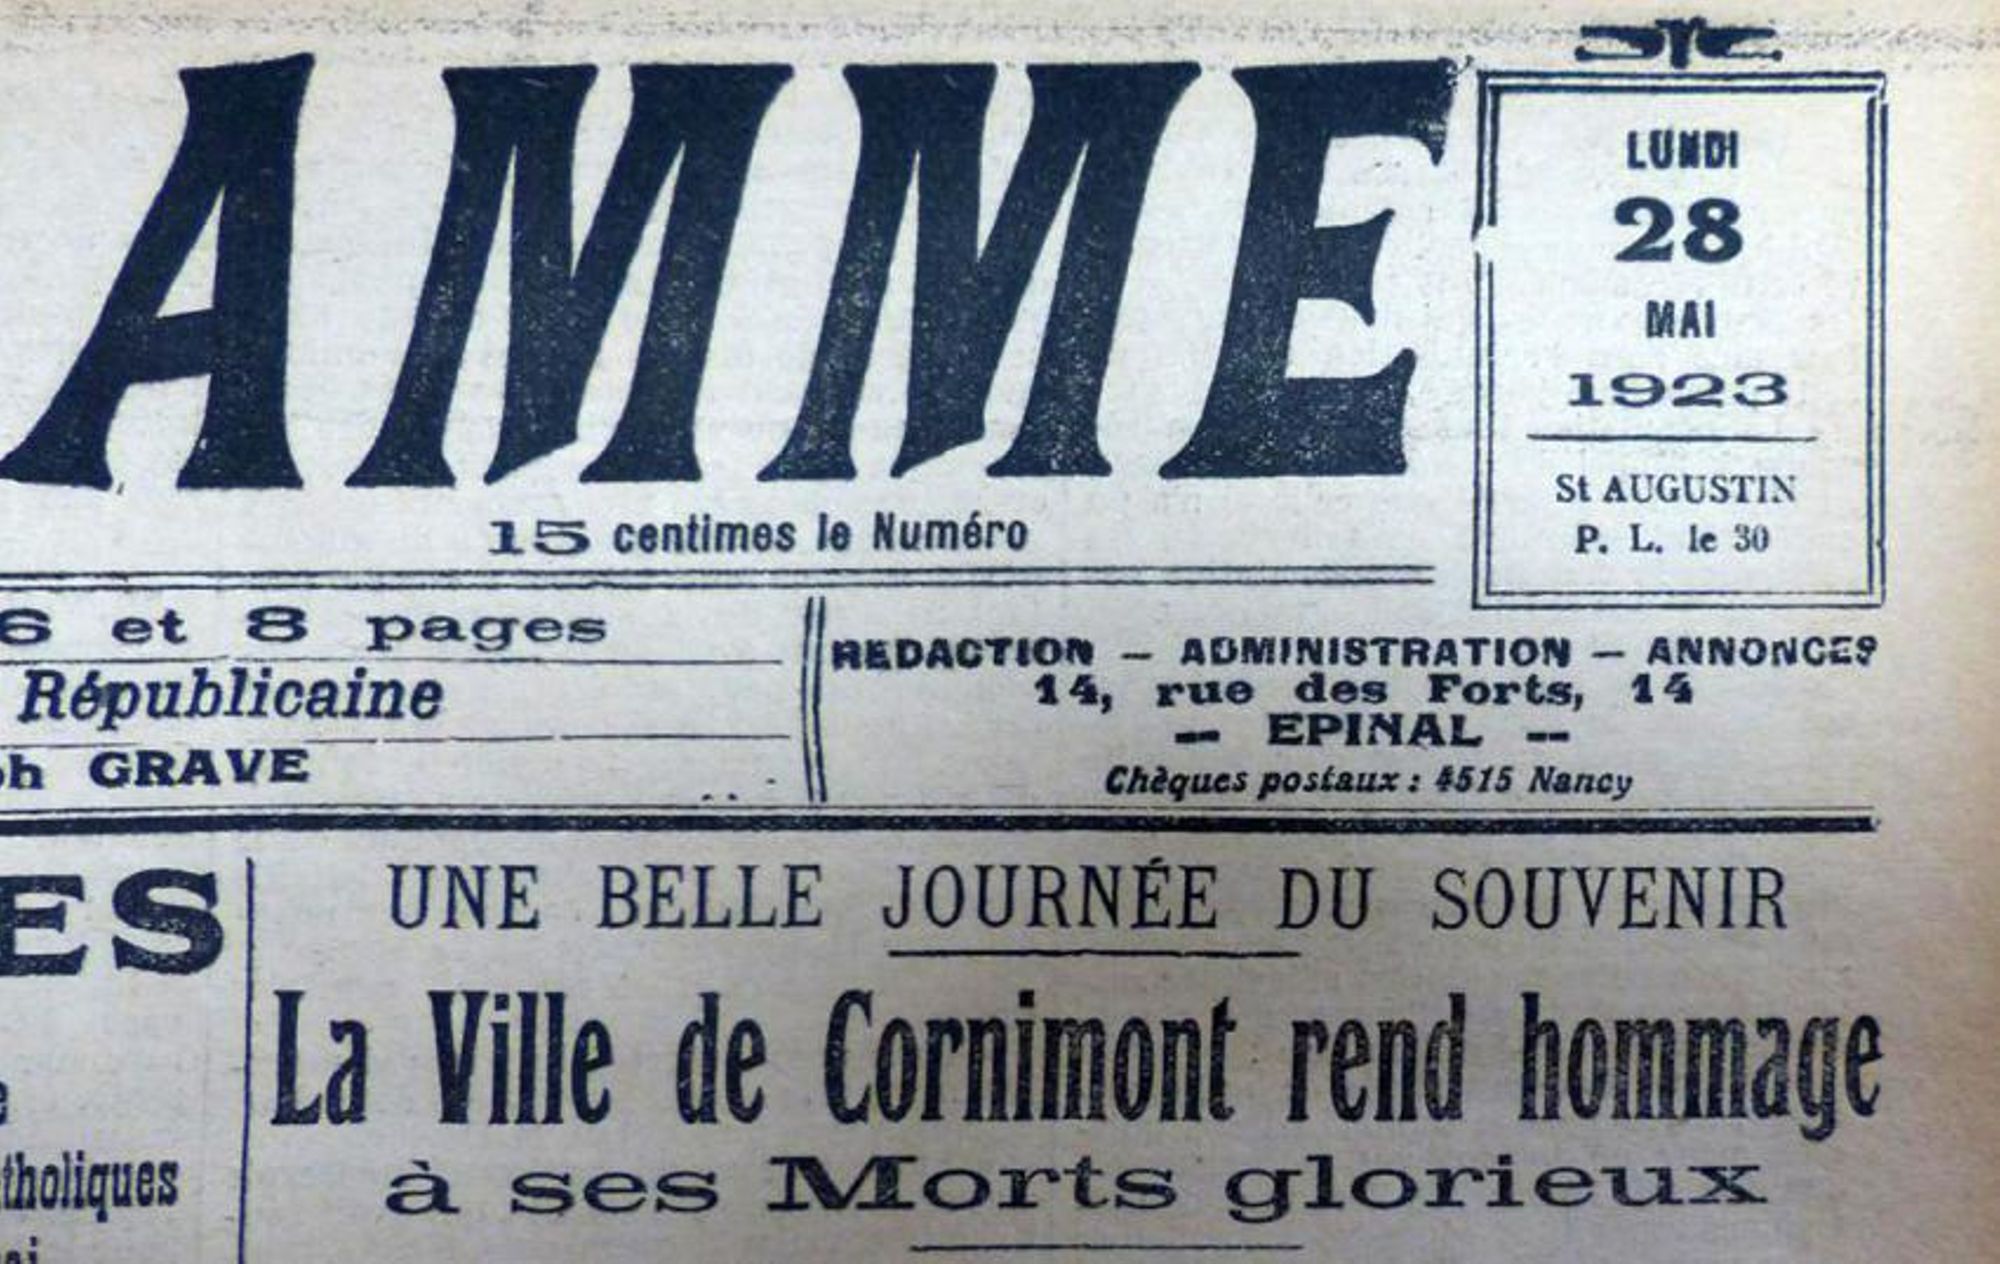 AMME
LUNDI
28
MAI
1923
St AUGUSTIN
P. L. le 30
15 centimes le Numéro
6 et 8 pages
Républicaine
ph GRAVE
REDACTION — ADMINISTRATION — ANNONCES
14, rue des Forts, 14
— EPINAL —
Chèques postaux : 4515 Nancy
ES
UNE BELLE JOURNÉE DU SOUVENIR
La Ville de Cornimont rend hommage
à ses Morts glorieux
e
tholiques